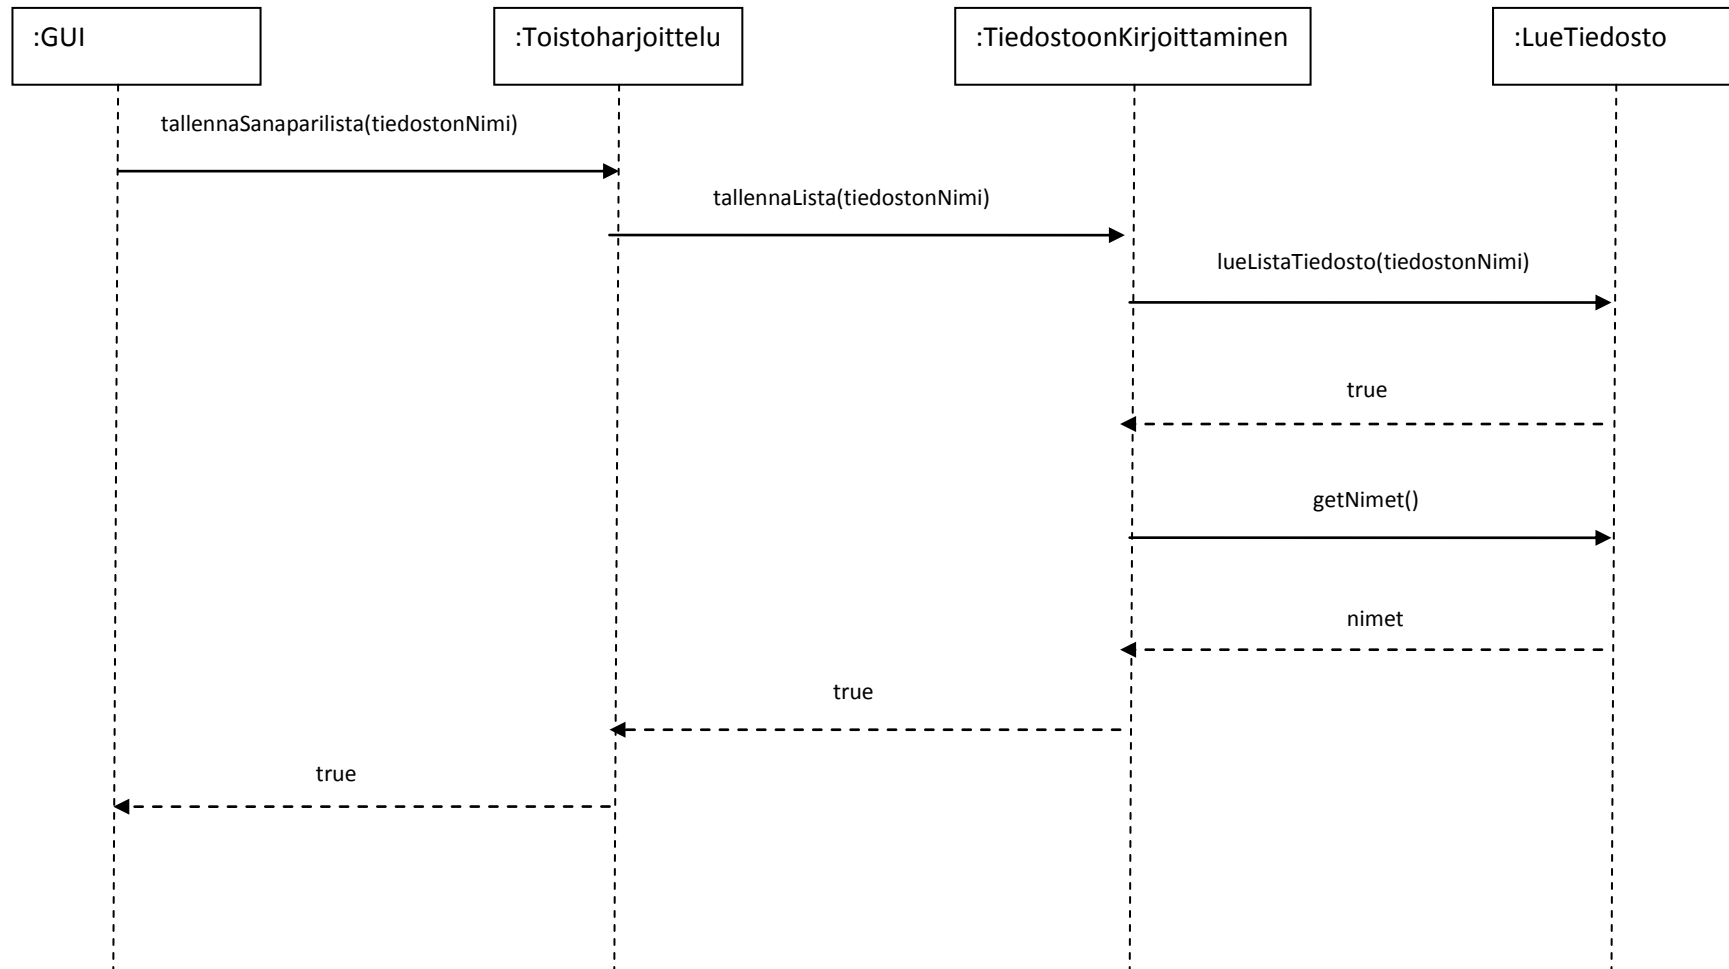 :GUI
:Toistoharjoittelu
:TiedostoonKirjoittaminen
:LueTiedosto
tallennaSanaparilista(tiedostonNimi)
tallennaLista(tiedostonNimi)
lueListaTiedosto(tiedostonNimi)
true
getNimet()
nimet
true
true